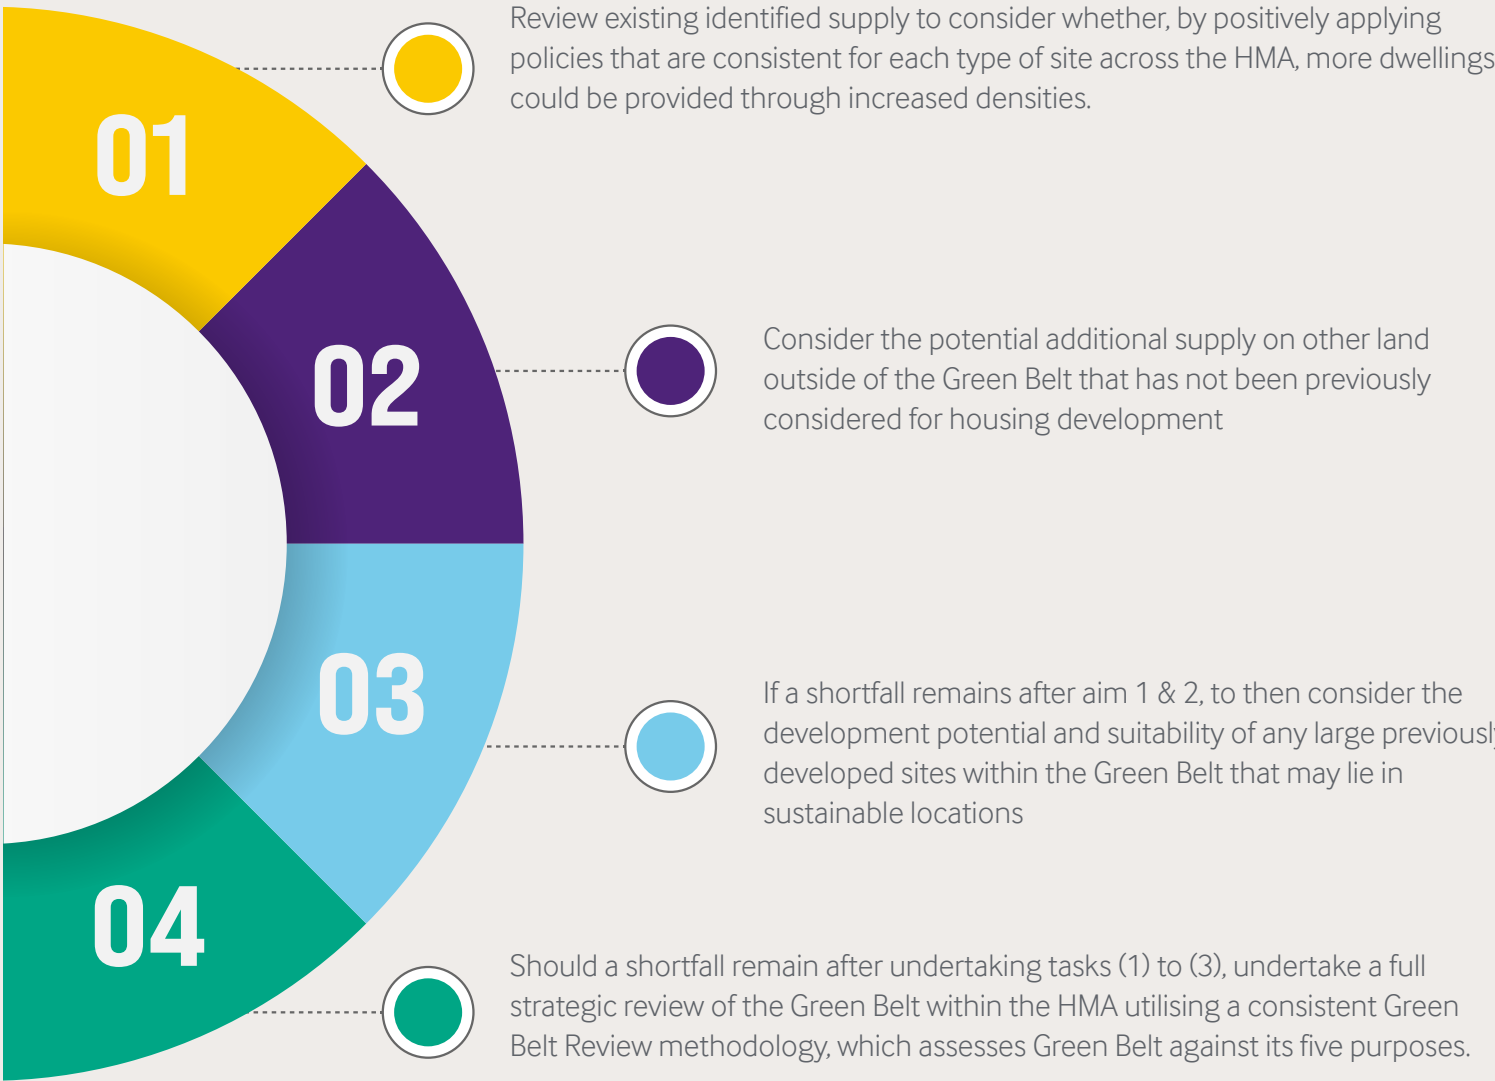 01
Review existing identified supply to consider whether, by positively applying
policies that are consistent for each type of site across the HMA, more dwellings
could be provided through increased densities.
02
Consider the potential additional supply on other land
outside of the Green Belt that has not been previously
considered for housing development
03
If a shortfall remains after aim 1 & 2, to then consider the
development potential and suitability of any large previously
developed sites within the Green Belt that may lie in
sustainable locations
04
Should a shortfall remain after undertaking tasks (1) to (3), undertake a full
strategic review of the Green Belt within the HMA utilising a consistent Green
Belt Review methodology, which assesses Green Belt against its five purposes.